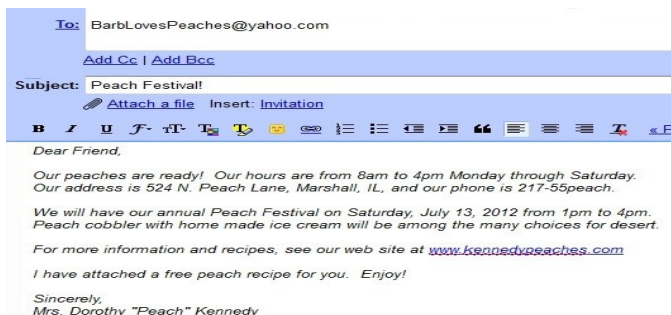 To: BarbLovesPeaches@yahoo.com
Add Cc | Add Bcc
Subject: Peach Festival!
Attach a file Insert: Invitation
B I U
Dear Friend,
Our peaches are ready! Our hours are from 8am to 4pm Monday through Saturday.
Our address is 524 N. Peach Lane, Marshall, IL, and our phone is 217-55peach.
We will have our annual Peach Festival on Saturday, July 13, 2012 from 1pm to 4pm.
Peach cobbler with home made ice cream will be among the many choices for desert.
For more information and recipes, see our web site at www.kennedypeaches.com
I have attached a free peach recipe for you. Enjoy!
Sincerely,
Mrs. Dorothy "Peach" Kennedy